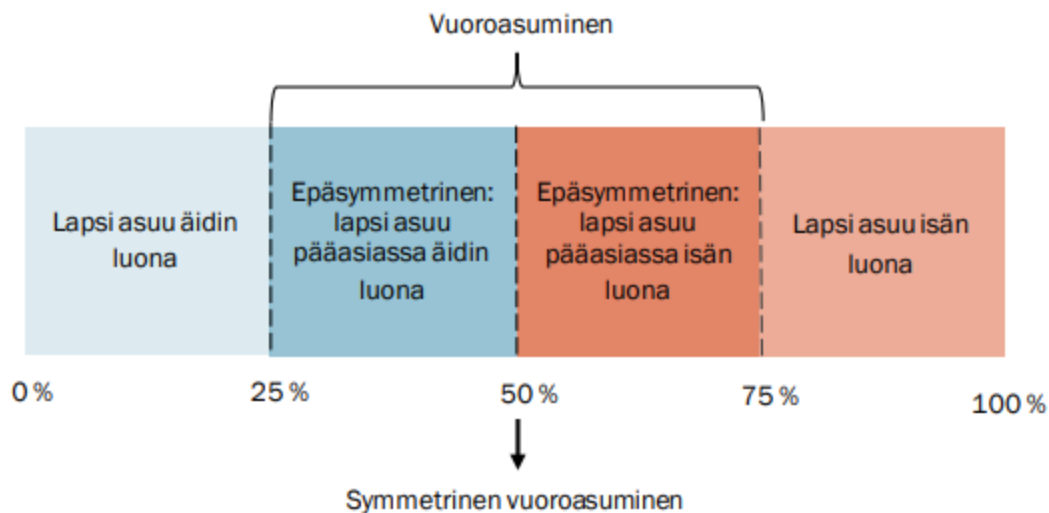 Vuoroasuminen
Lapsi asuu äidin
luona
Epäsymmetrinen:
lapsi asuu
pääasiassa äidin
luona
Epäsymmetrinen:
lapsi asuu
pääasiassa isän
luona
Lapsi asuu isän
luona
0 %
25 %
50 %
75 %
100 %
Symmetrinen vuoroasuminen